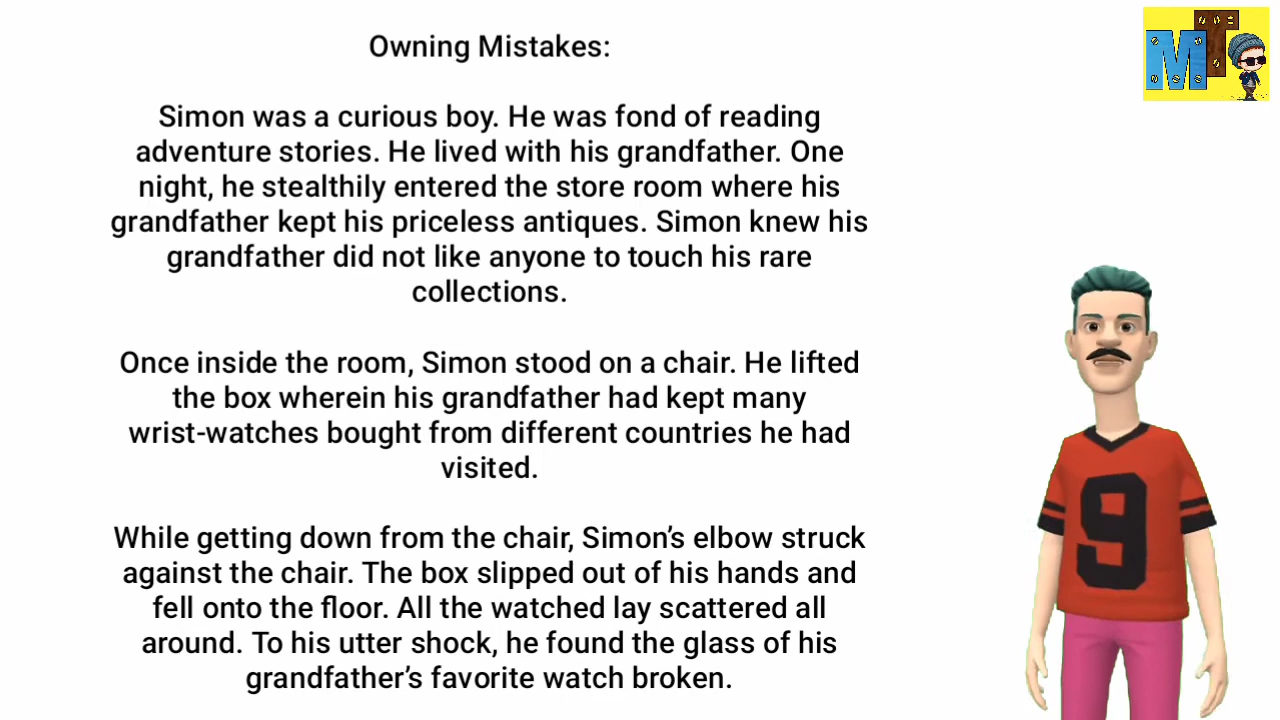 Owning Mistakes:
Simon was a curious boy. He was fond of reading
adventure stories. He lived with his grandfather. One
night, he stealthily entered the store room where his
grandfather kept his priceless antiques. Simon knew his
grandfather did not like anyone to touch his rare
collections.
Once inside the room, Simon stood on a chair. He lifted
the box wherein his grandfather had kept many
wrist-watches bought from different countries he had
visited.
While getting down from the chair, Simon’s elbow struck
against the chair. The box slipped out of his hands and
fell onto the floor. All the watched lay scattered all
around. To his utter shock, he found the glass of his
grandfather’s favorite watch broken.
MT
9